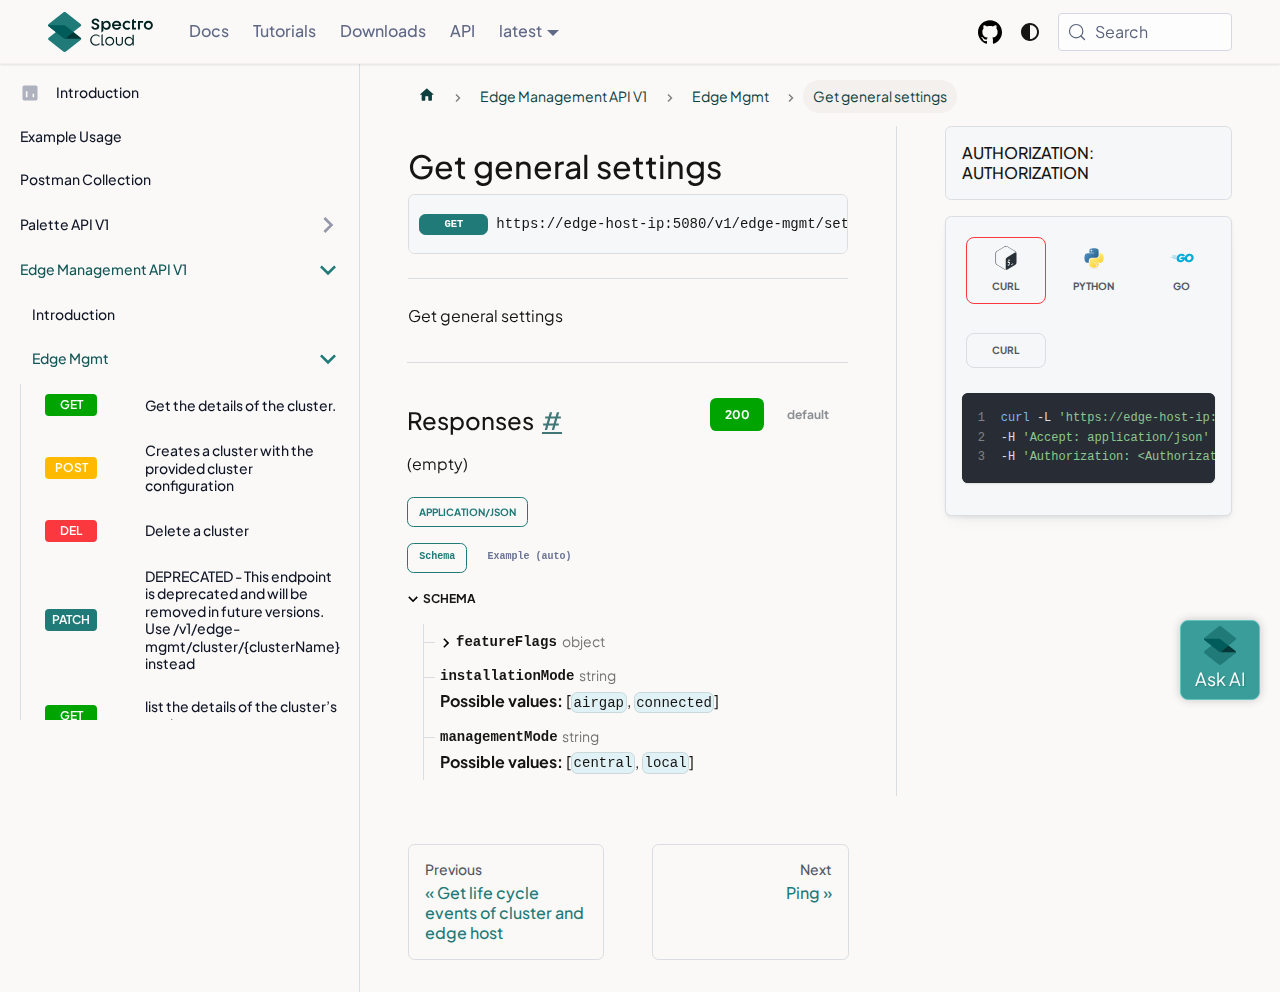 Spectro
Cloud
Docs
Tutorials
Downloads
API
latest
Search
Introduction
Example Usage
Postman Collection
Palette API V1
Edge Management API V1
Introduction
Edge Mgmt
GET Get the details of the cluster.
POST Creates a cluster with the
provided cluster
configuration
DEL Delete a cluster
PATCH DEPRECATED - This endpoint
is deprecated and will be
removed in future versions.
Use /v1/edge-
mgmt/cluster/{clusterName}
instead
GET list the details of the cluster's
Edge Management API V1
Edge Mgmt
Get general settings
Get general settings
GET https://edge-host-ip:5080/v1/edge-mgmt/set
Get general settings
Responses #
200 default
(empty)
APPLICATION/JSON
Schema Example (auto)
SCHEMA
featureFlags object
installationMode string
Possible values: [airgap, connected]
managementMode string
Possible values: [central, local]
Previous
« Get life cycle
events of cluster and
edge host
Next
Ping »
AUTHORIZATION:
AUTHORIZATION
CURL PYTHON GO
CURL
1 curl -L 'https://edge-host-ip:
2 -H 'Accept: application/json'
3 -H 'Authorization: <Authorizat
Ask AI